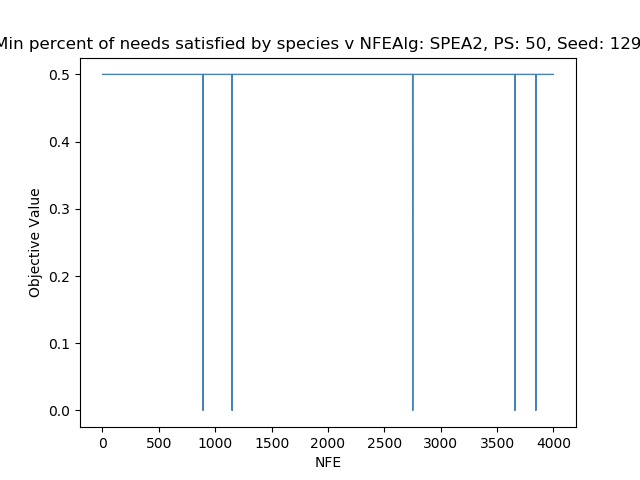 Min percent of needs satisfied by species v NFEAlg: SPEA2, PS: 50, Seed: 129
0.5
0.4
0.3
0.2
0.1
0.0
Objective Value
0 500 1000 1500 2000 2500 3000 3500 4000
NFE